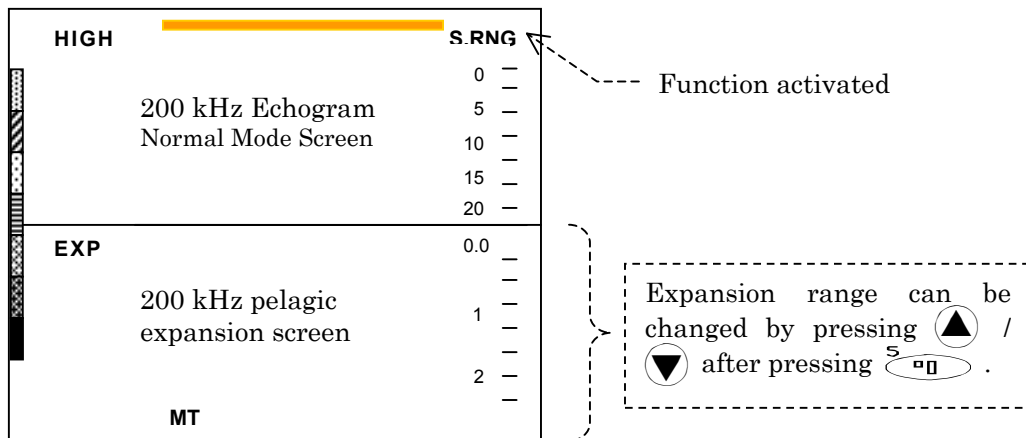 HIGH
S.RNG
Function activated
0
5
10
15
20
200 kHz Echogram
Normal Mode Screen
EXP
0.0
1
2
200 kHz pelagic
expansion screen
MT
Expansion range can be
changed by pressing ▲ /
▼ after pressing S .